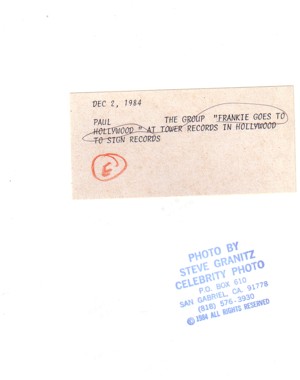 DEC 2, 1984
PAUL THE GROUP "FRANKIE GOES TO
HOLLYWOOD" AT TOWER RECORDS IN HOLLYWOOD
TO SIGN RECORDS
E
PHOTO BY
STEVE GRANITZ
CELEBRITY PHOTO
P.O. BOX 610
SAN GABRIEL, CA. 91778
(818) 576-3930
© 1984 ALL RIGHTS RESERVED